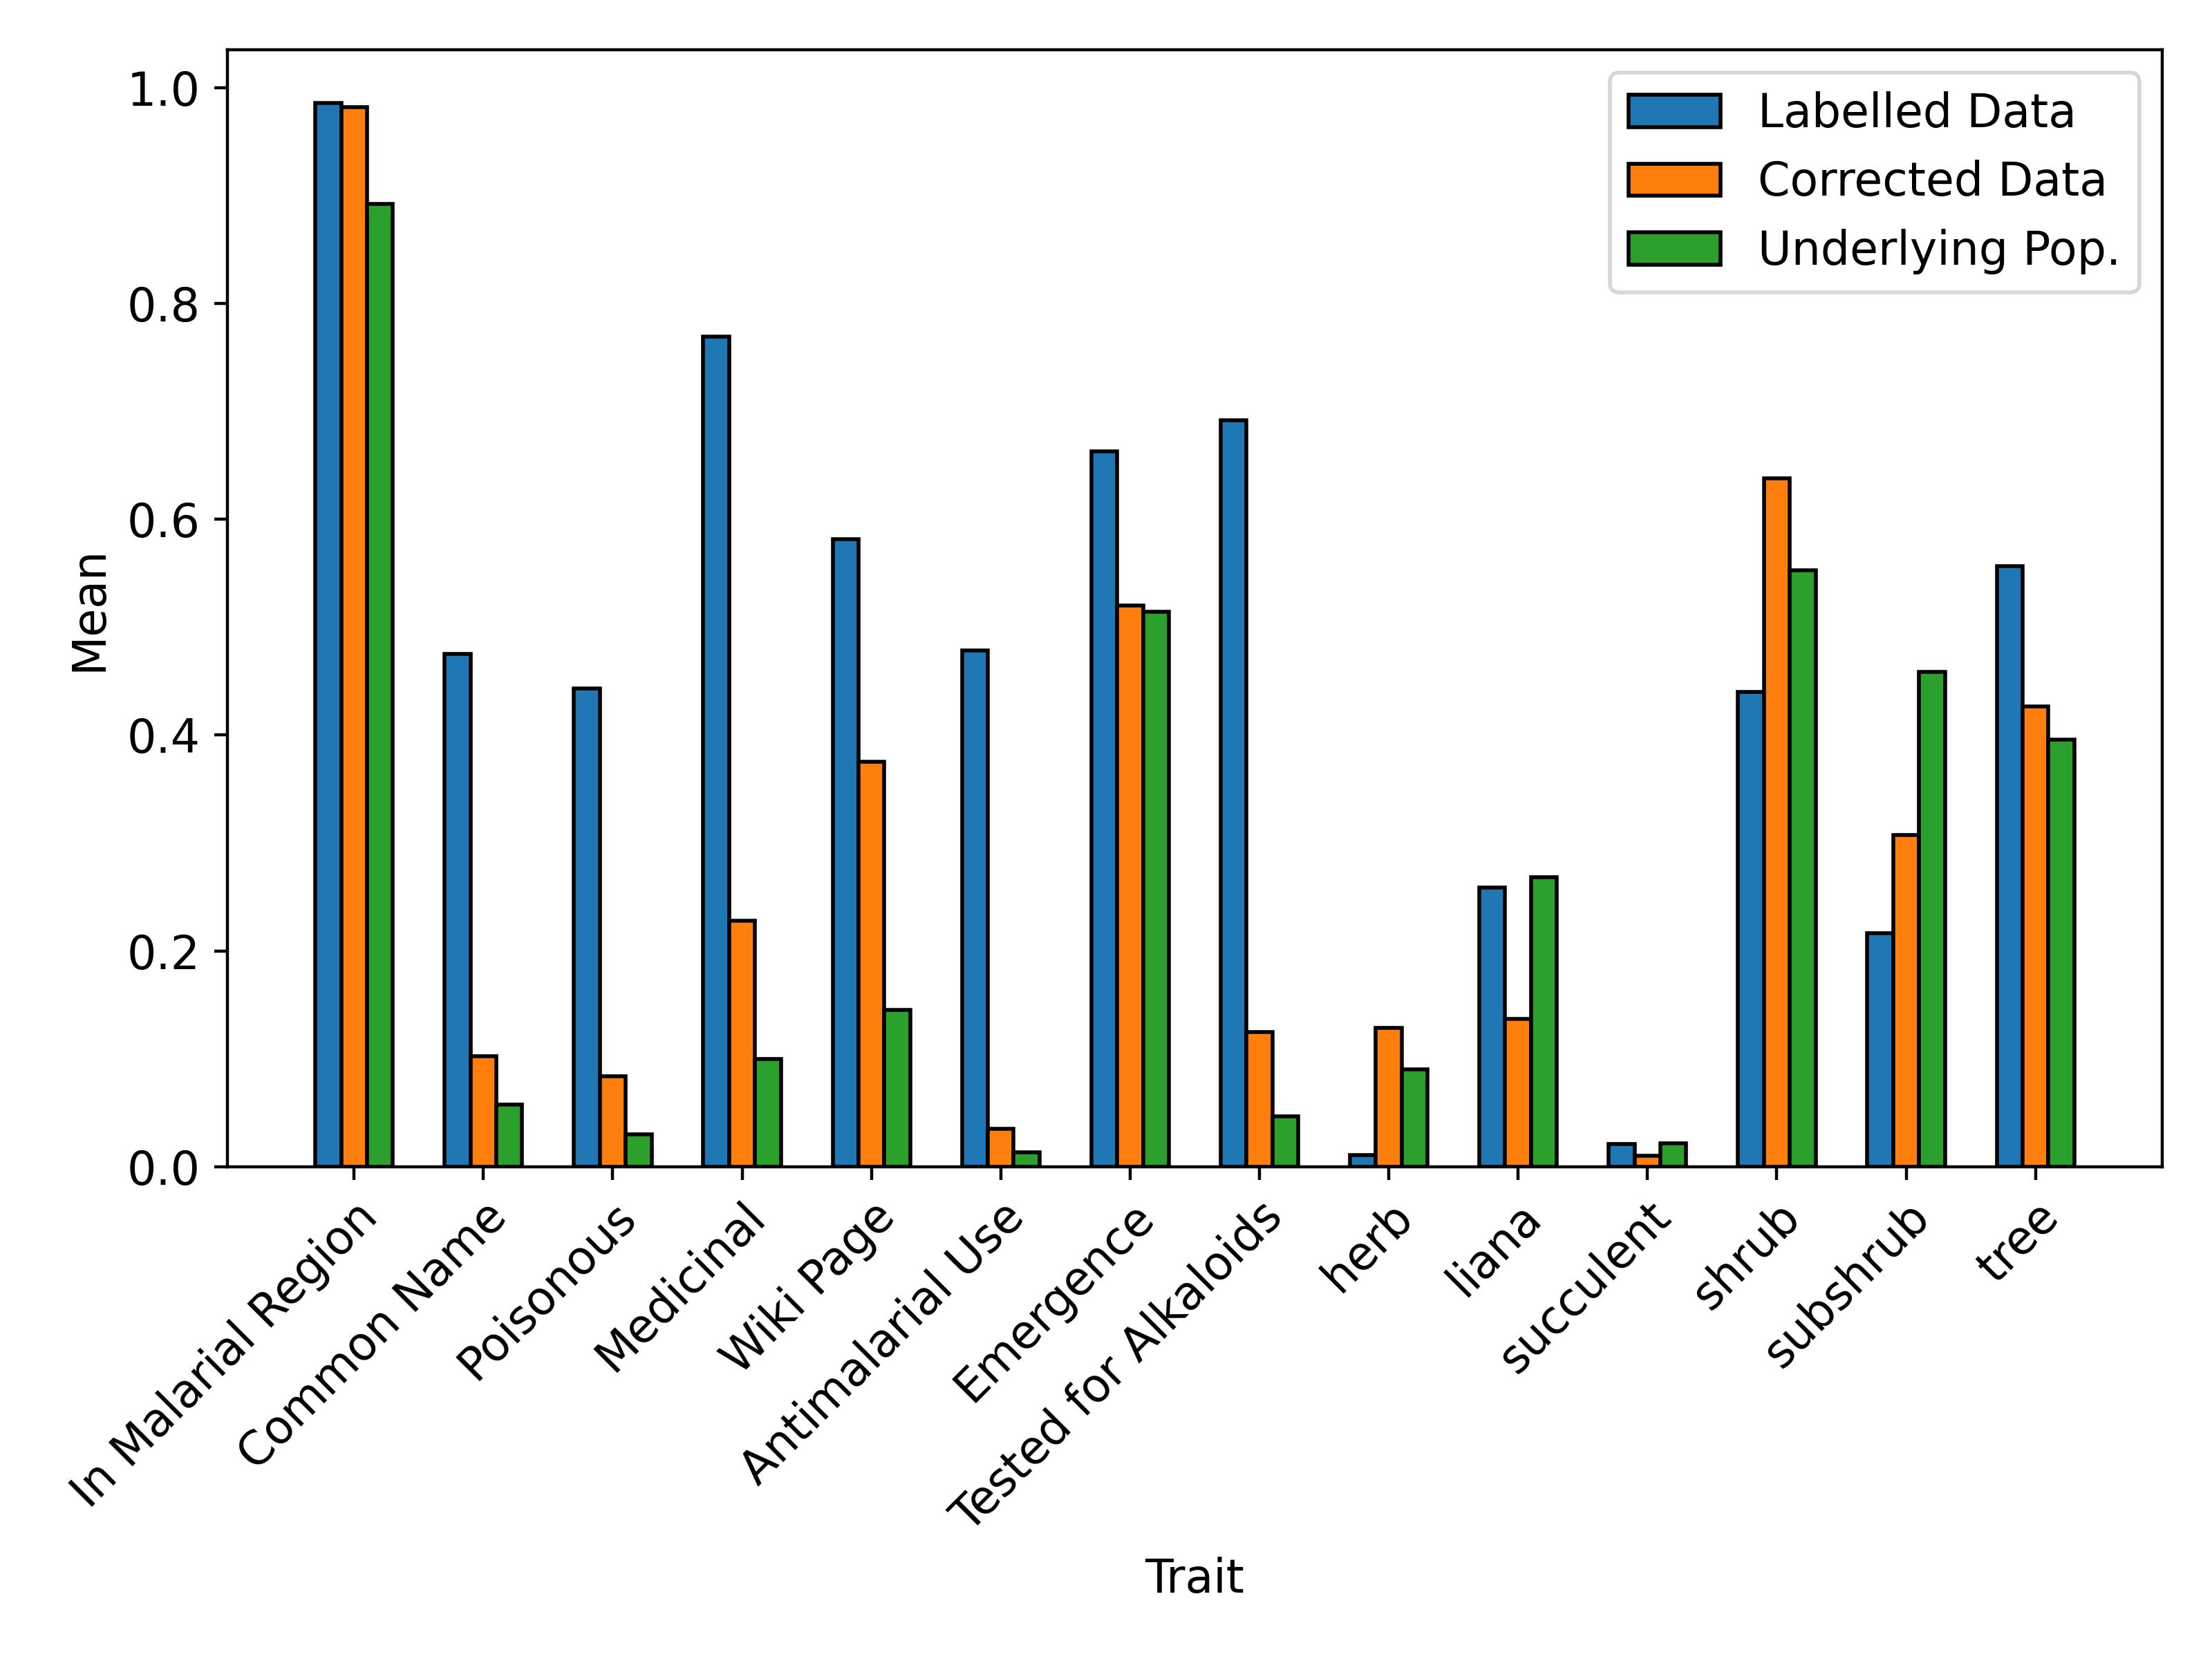 Labelled Data
Corrected Data
Underlying Pop.
Mean
1.0
0.8
0.6
0.4
0.2
0.0
In Malarial Region
Common Name
Poisonous
Medicinal
Wiki Page
Antimalarial Use
Emergence
Tested for Alkaloids
herb
liana
succulent
shrub
subshrub
tree
Trait